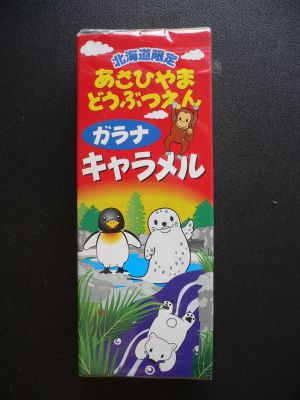 北海道限定
あさひやま
どうぶつえん
ガラナ
キャラメル